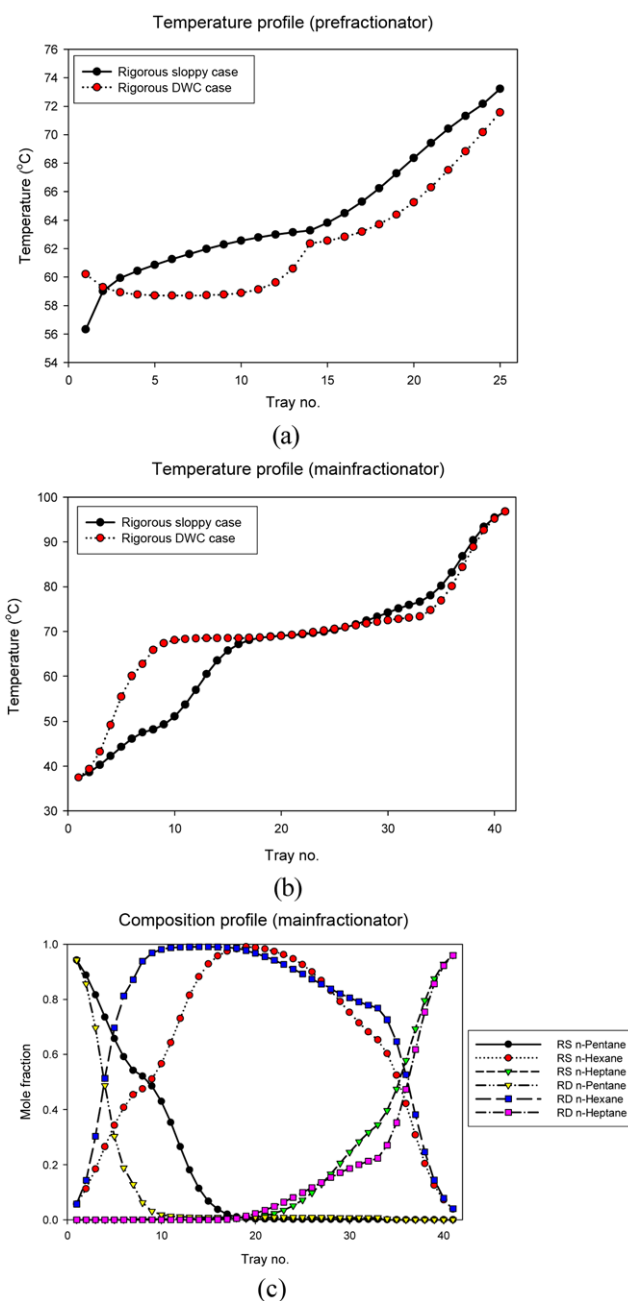 Temperature profile (prefractionator)
76
74
72
70
68
66
64
62
60
58
56
54
Temperature (°C)
Rigorous sloppy case
Rigorous DWC case
0 5 10 15 20 25
Tray no.
(a)
Temperature profile (mainfractionator)
100
90
80
70
60
50
40
30
Temperature (°C)
Rigorous sloppy case
Rigorous DWC case
0 10 20 30 40
Tray no.
(b)
Composition profile (mainfractionator)
1.0
0.8
0.6
0.4
0.2
0.0
Mole fraction
RS n-Pentane
RS n-Hexane
RS n-Heptane
RD n-Pentane
RD n-Hexane
RD n-Heptane
0 10 20 30 40
Tray no.
(c)